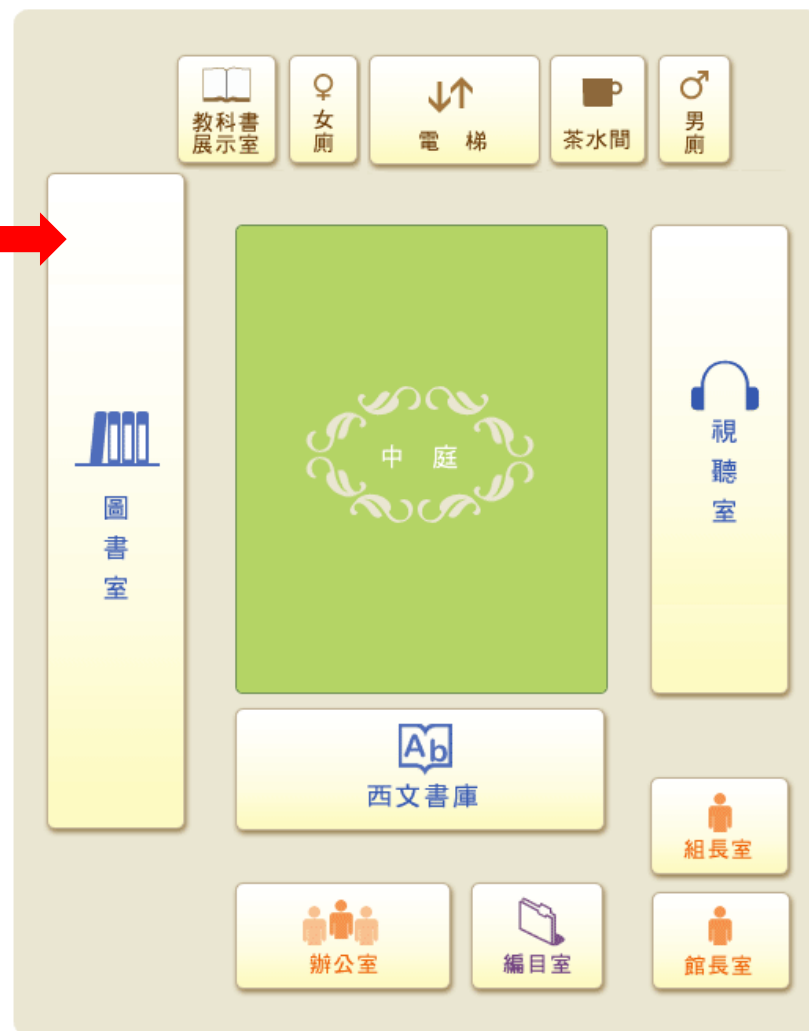 教科書
展示室
女
廁
電 梯
茶水間
男
廁
圖
書
室
中 庭
視
聽
室
Ab
西文書庫
組長室
辦公室
編目室
館長室